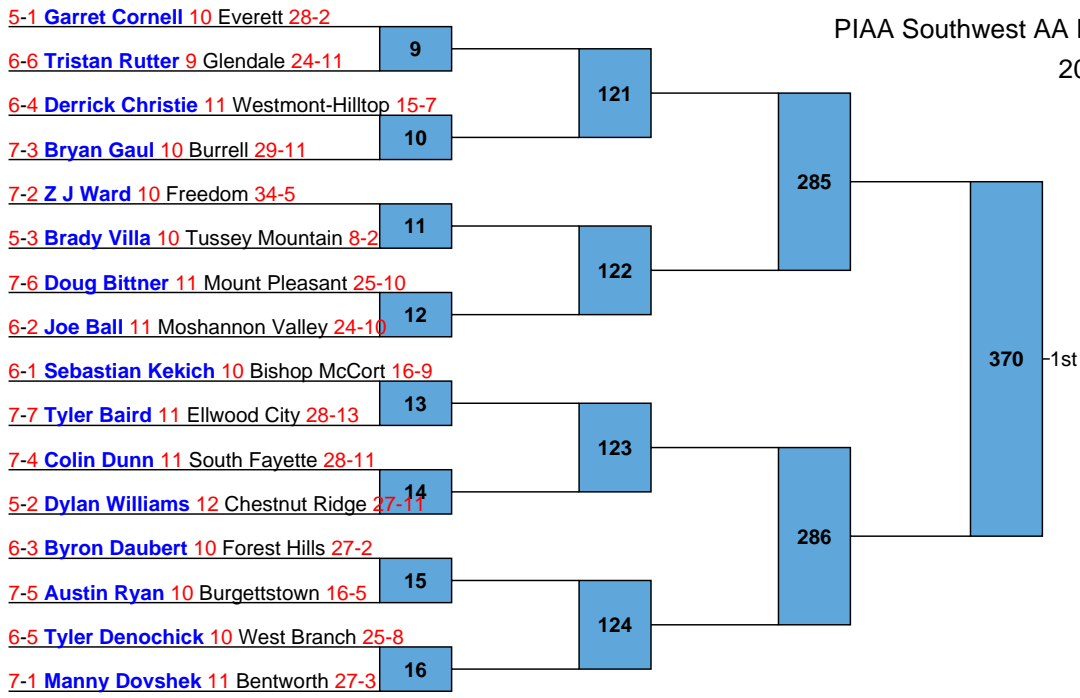 5-1 Garret Cornell 10 Everett 28-2
PIAA Southwest AA
9
6-6 Tristan Rutter 9 Glendale 24-11
121
6-4 Derrick Christie 11 Westmont-Hilltop 15-7
10
7-3 Bryan Gaul 10 Burrell 29-11
285
7-2 Z J Ward 10 Freedom 34-5
11
5-3 Brady Villa 10 Tussey Mountain 8-2
122
7-6 Doug Bittner 11 Mount Pleasant 25-10
12
6-2 Joe Ball 11 Moshannon Valley 24-10
370 1st
6-1 Sebastian Kekich 10 Bishop McCort 16-9
13
7-7 Tyler Baird 11 Ellwood City 28-13
123
7-4 Colin Dunn 11 South Fayette 28-11
14
5-2 Dylan Williams 12 Chestnut Ridge 27-11
286
6-3 Byron Daubert 10 Forest Hills 27-2
15
7-5 Austin Ryan 10 Burgettstown 16-5
124
6-5 Tyler Denochick 10 West Branch 25-8
16
7-1 Manny Dovshek 11 Bentworth 27-3